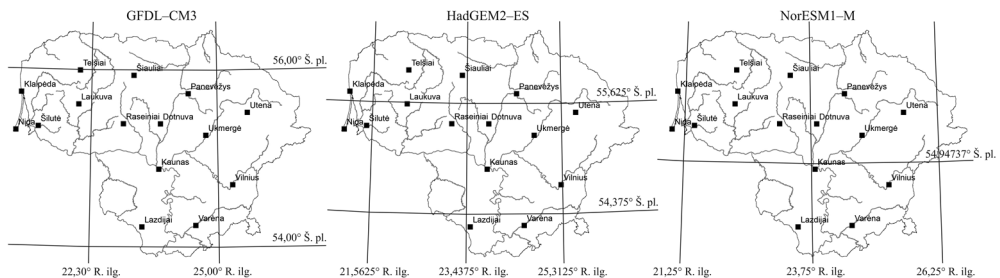 GFDL–CM3
Telšiai
Šiauliai
56,00° Š. pl.
Klaipėda
Laukuva
Panevėžys
Utena
Nida
Šilutė
Raseiniai
Dotnuva
Ukmergė
Kaunas
Vilnius
Lazdijai
Varėna
54,00° Š. pl.
22,30° R. ilg.
25,00° R. ilg.
HadGEM2–ES
Telšiai
Šiauliai
Klaipėda
Panevėžys
55,625° Š. pl.
Laukuva
Utena
Nida
Šilutė
Raseiniai
Dotnuva
Ukmergė
Kaunas
Vilnius
54,375° Š. pl.
Lazdijai
Varėna
21,5625° R. ilg.
23,4375° R. ilg.
25,3125° R. ilg.
NorESM1–M
Telšiai
Šiauliai
Klaipėda
Panevėžys
Laukuva
Utena
Nida
Šilutė
Raseiniai
Dotnuva
Ukmergė
54,94737° Š. pl.
Kaunas
Vilnius
Lazdijai
Varėna
21,25° R. ilg.
23,75° R. ilg.
26,25° R. ilg.